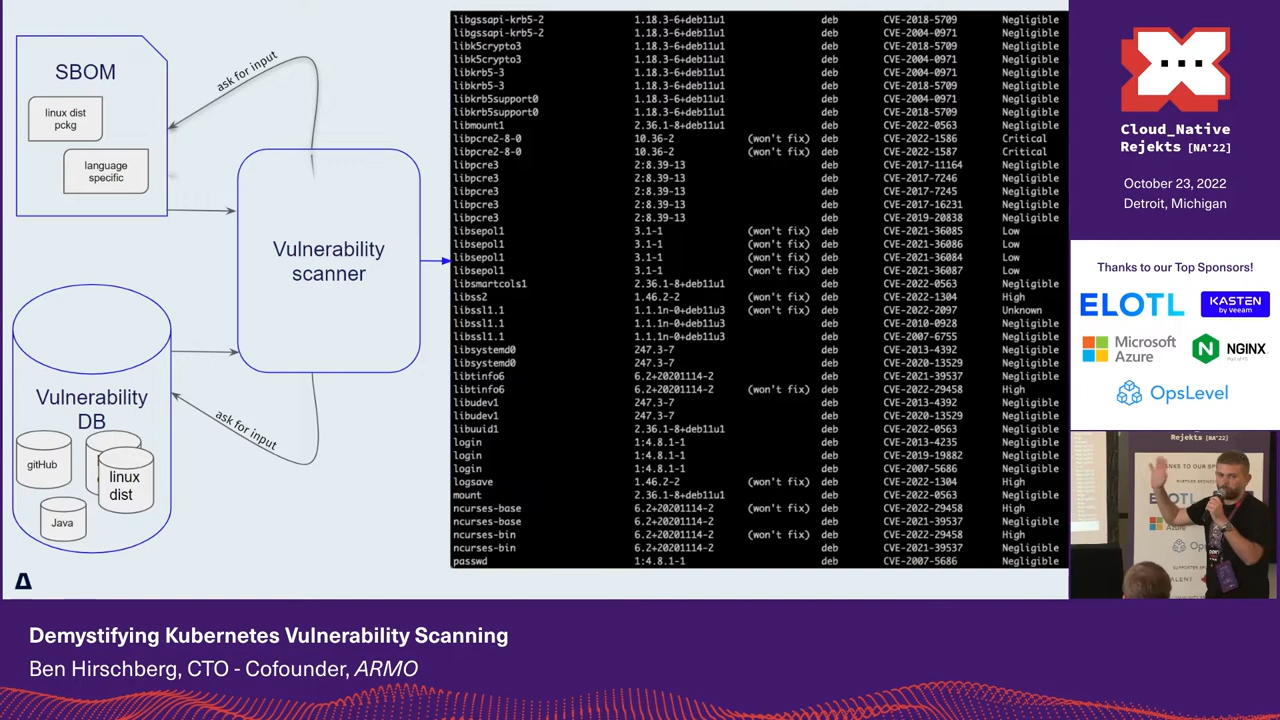 SBOM
linux dist
pckg
language
specific
ask for input
Vulnerability
scanner
ask for input
Vulnerability
DB
gitHub
linux
dist
Java
libgssapi-krb5-2 1.18.3-6+deb11u1 deb CVE-2018-5709 Negligible
libgssapi-krb5-2 1.18.3-6+deb11u1 deb CVE-2004-0971 Negligible
libk5crypto3 1.18.3-6+deb11u1 deb CVE-2018-5709 Negligible
libk5crypto3 1.18.3-6+deb11u1 deb CVE-2004-0971 Negligible
libkrb5-3 1.18.3-6+deb11u1 deb CVE-2004-0971 Negligible
libkrb5-3 1.18.3-6+deb11u1 deb CVE-2018-5709 Negligible
libkrb5support0 1.18.3-6+deb11u1 deb CVE-2004-0971 Negligible
libkrb5support0 1.18.3-6+deb11u1 deb CVE-2018-5709 Negligible
libmount1 2.36.1-8+deb11u1 deb CVE-2022-0563 Negligible
libpcre2-8-0 10.36-2 (won't fix) deb CVE-2022-1586 Critical
libpcre2-8-0 10.36-2 (won't fix) deb CVE-2022-1587 Critical
libpcre3 2:8.39-13 deb CVE-2017-11164 Negligible
libpcre3 2:8.39-13 deb CVE-2017-7246 Negligible
libpcre3 2:8.39-13 deb CVE-2017-7245 Negligible
libpcre3 2:8.39-13 deb CVE-2017-16231 Negligible
libpcre3 2:8.39-13 deb CVE-2019-20838 Negligible
libsepol1 3.1-1 (won't fix) deb CVE-2021-36085 Low
libsepol1 3.1-1 (won't fix) deb CVE-2021-36086 Low
libsepol1 3.1-1 (won't fix) deb CVE-2021-36084 Low
libsepol1 3.1-1 (won't fix) deb CVE-2021-36087 Low
libsmartcols1 2.36.1-8+deb11u1 deb CVE-2022-0563 Negligible
libss2 1.46.2-2 (won't fix) deb CVE-2022-1304 High
libssl1.1 1.1.1n-0+deb11u3 (won't fix) deb CVE-2022-2097 Unknown
libssl1.1 1.1.1n-0+deb11u3 deb CVE-2010-0928 Negligible
libssl1.1 1.1.1n-0+deb11u3 deb CVE-2007-6755 Negligible
libsystemd0 247.3-7 deb CVE-2013-4392 Negligible
libsystemd0 247.3-7 deb CVE-2020-13529 Negligible
libtinfo6 6.2+20201114-2 deb CVE-2021-39537 Negligible
libtinfo6 6.2+20201114-2 (won't fix) deb CVE-2022-29458 High
libudev1 247.3-7 deb CVE-2013-4392 Negligible
libudev1 247.3-7 deb CVE-2020-13529 Negligible
libuuid1 2.36.1-8+deb11u1 deb CVE-2022-0563 Negligible
login 1:4.8.1-1 deb CVE-2013-4235 Negligible
login 1:4.8.1-1 deb CVE-2019-19882 Negligible
login 1:4.8.1-1 deb CVE-2007-5686 Negligible
logsave 1.46.2-2 (won't fix) deb CVE-2022-1304 High
mount 2.36.1-8+deb11u1 deb CVE-2022-0563 Negligible
ncurses-base 6.2+20201114-2 (won't fix) deb CVE-2022-29458 High
ncurses-base 6.2+20201114-2 deb CVE-2021-39537 Negligible
ncurses-bin 6.2+20201114-2 (won't fix) deb CVE-2022-29458 High
ncurses-bin 6.2+20201114-2 deb CVE-2021-39537 Negligible
passwd 1:4.8.1-1 deb CVE-2007-5686 Negligible
Cloud_Native
Rejekts [NA'22]
October 23, 2022
Detroit, Michigan
Thanks to our Top Sponsors!
ELOTL
KASTEN
by Veeam
Microsoft
Azure
NGINX
OpsLevel
Rejekts [NA'22]
Demystifying Kubernetes Vulnerability Scanning
Ben Hirschberg, CTO - Cofounder, ARMO